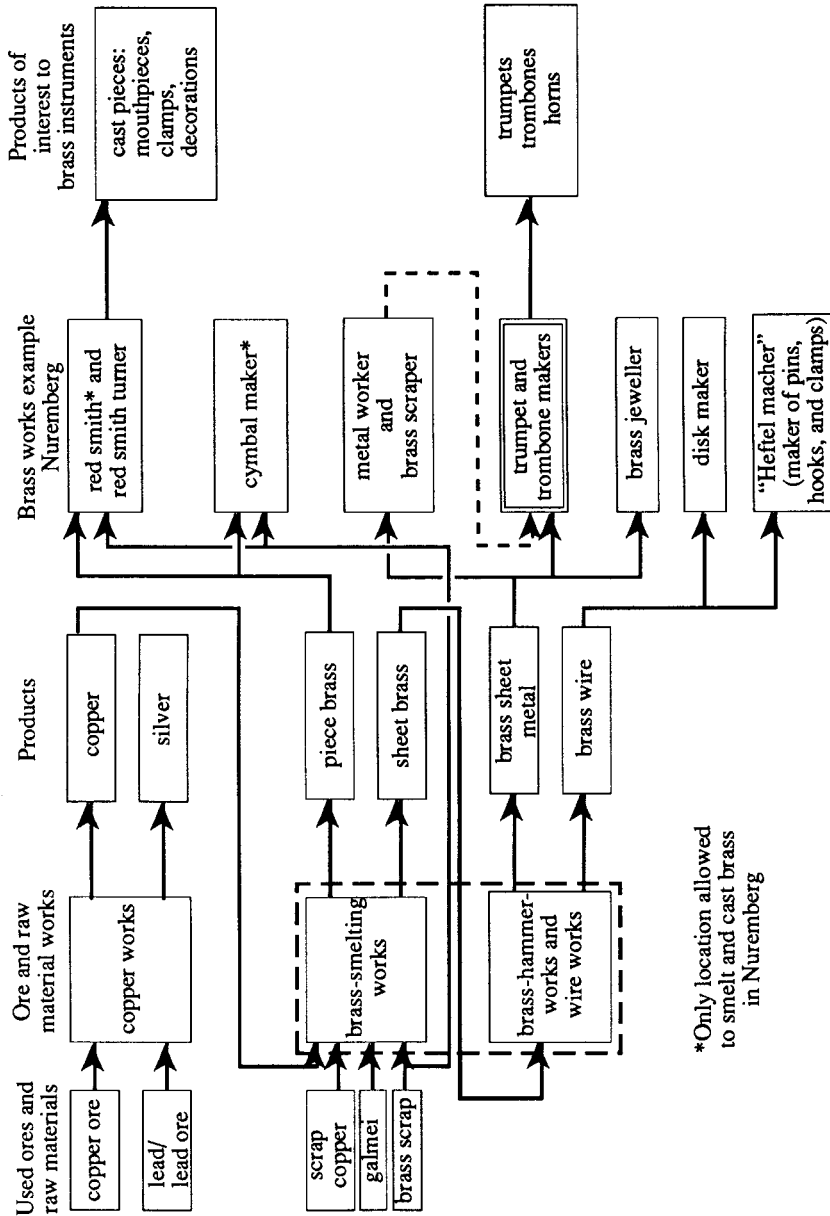 Used ores and
raw materials
Ore and raw
material works
Products
Brass works example
Nuremberg
Products of
interest to
brass instruments
copper ore
lead/
lead ore
copper works
copper
silver
red smith* and
red smith turner
cast pieces:
mouthpieces,
clamps,
decorations
cymbal maker*
scrap
copper
galmei
brass scrap
brass-smelting
works
piece brass
sheet brass
metal worker
and
brass scraper
brass-hammer-
works and
wire works
brass sheet
metal
brass wire
trumpet and
trombone makers
trumpets
trombones
horns
brass jeweller
disk maker
“Heftel macher”
(maker of pins,
hooks, and clamps)
*Only location allowed
to smelt and cast brass
in Nuremberg